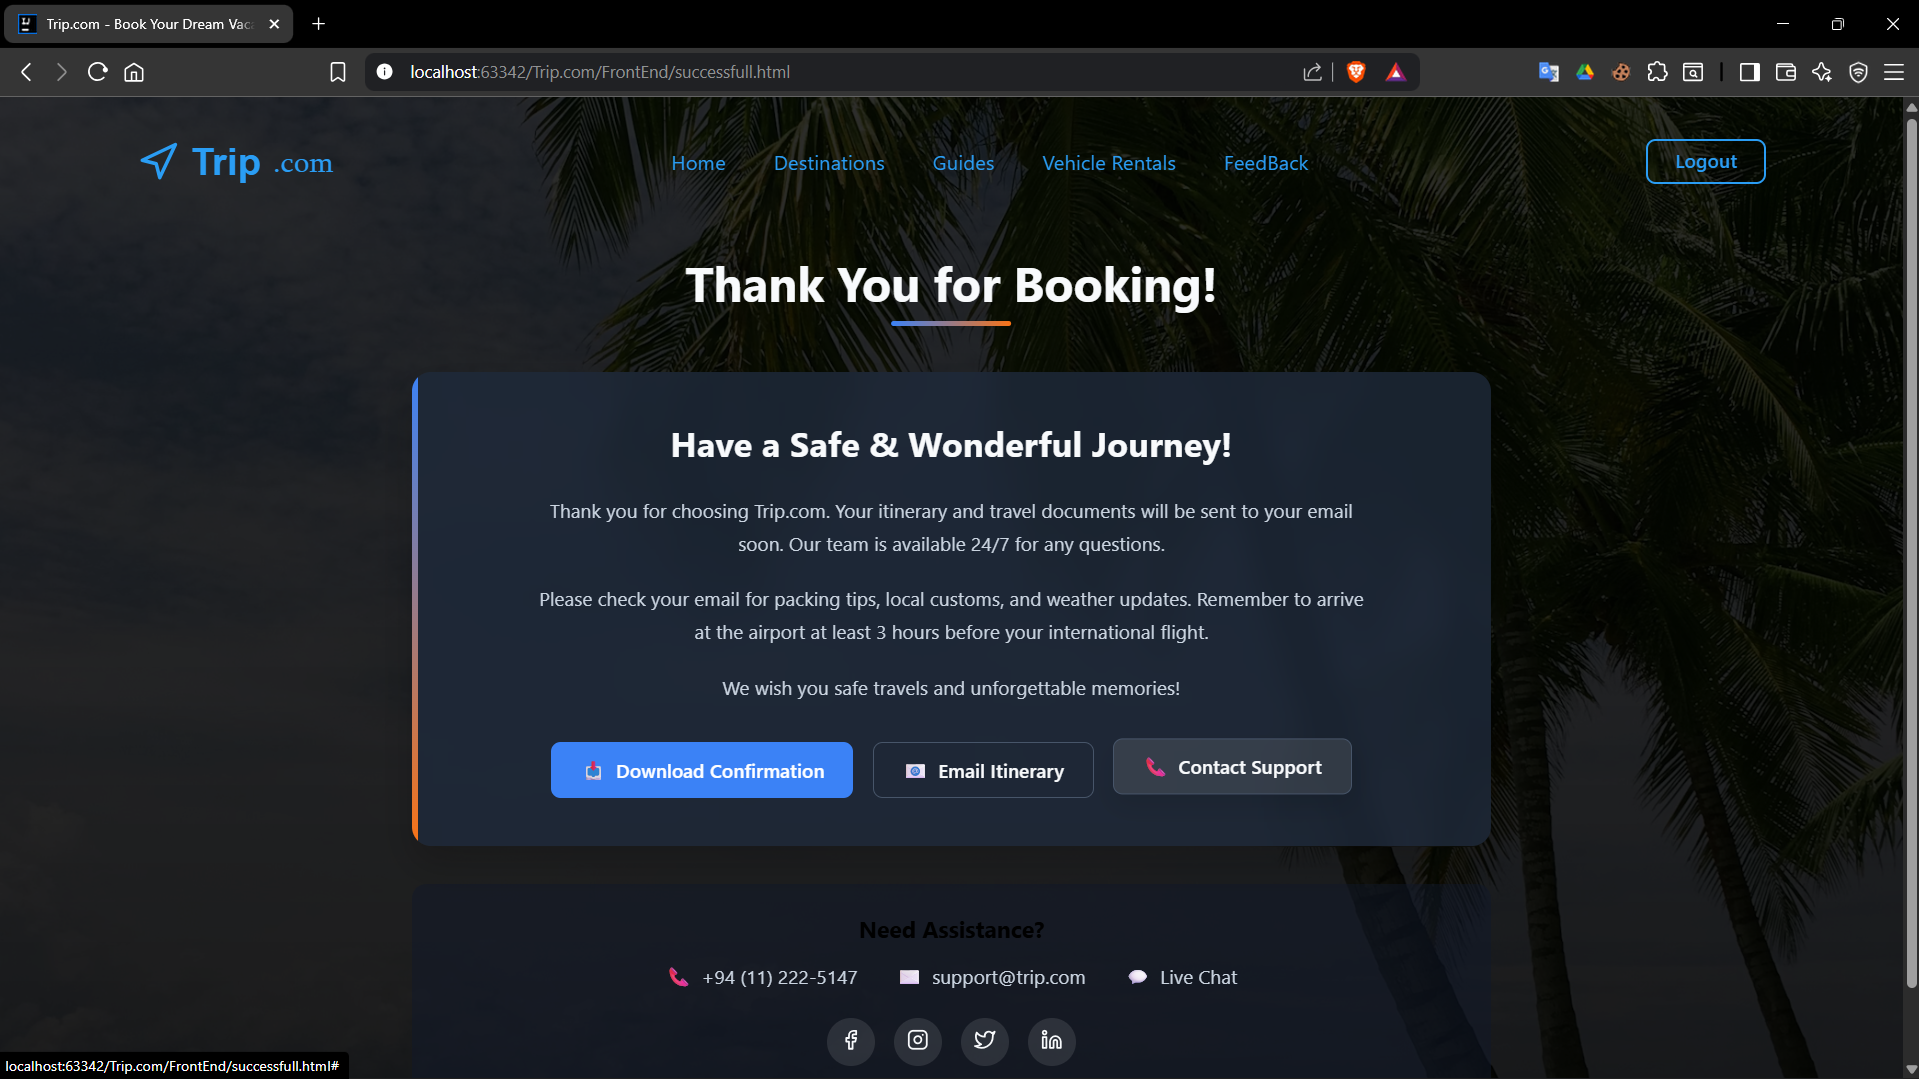 Trip.com - Book Your Dream Vaca
localhost:63342/Trip.com/FrontEnd/successfull.html
Trip .com
Home
Destinations
Guides
Vehicle Rentals
FeedBack
Logout
Thank You for Booking!
Have a Safe & Wonderful Journey!
Thank you for choosing Trip.com. Your itinerary and travel documents will be sent to your email
soon. Our team is available 24/7 for any questions.
Please check your email for packing tips, local customs, and weather updates. Remember to arrive
at the airport at least 3 hours before your international flight.
We wish you safe travels and unforgettable memories!
Download Confirmation
Email Itinerary
Contact Support
Need Assistance?
+94 (11) 222-5147
support@trip.com
Live Chat
localhost:63342/Trip.com/FrontEnd/successfull.html#